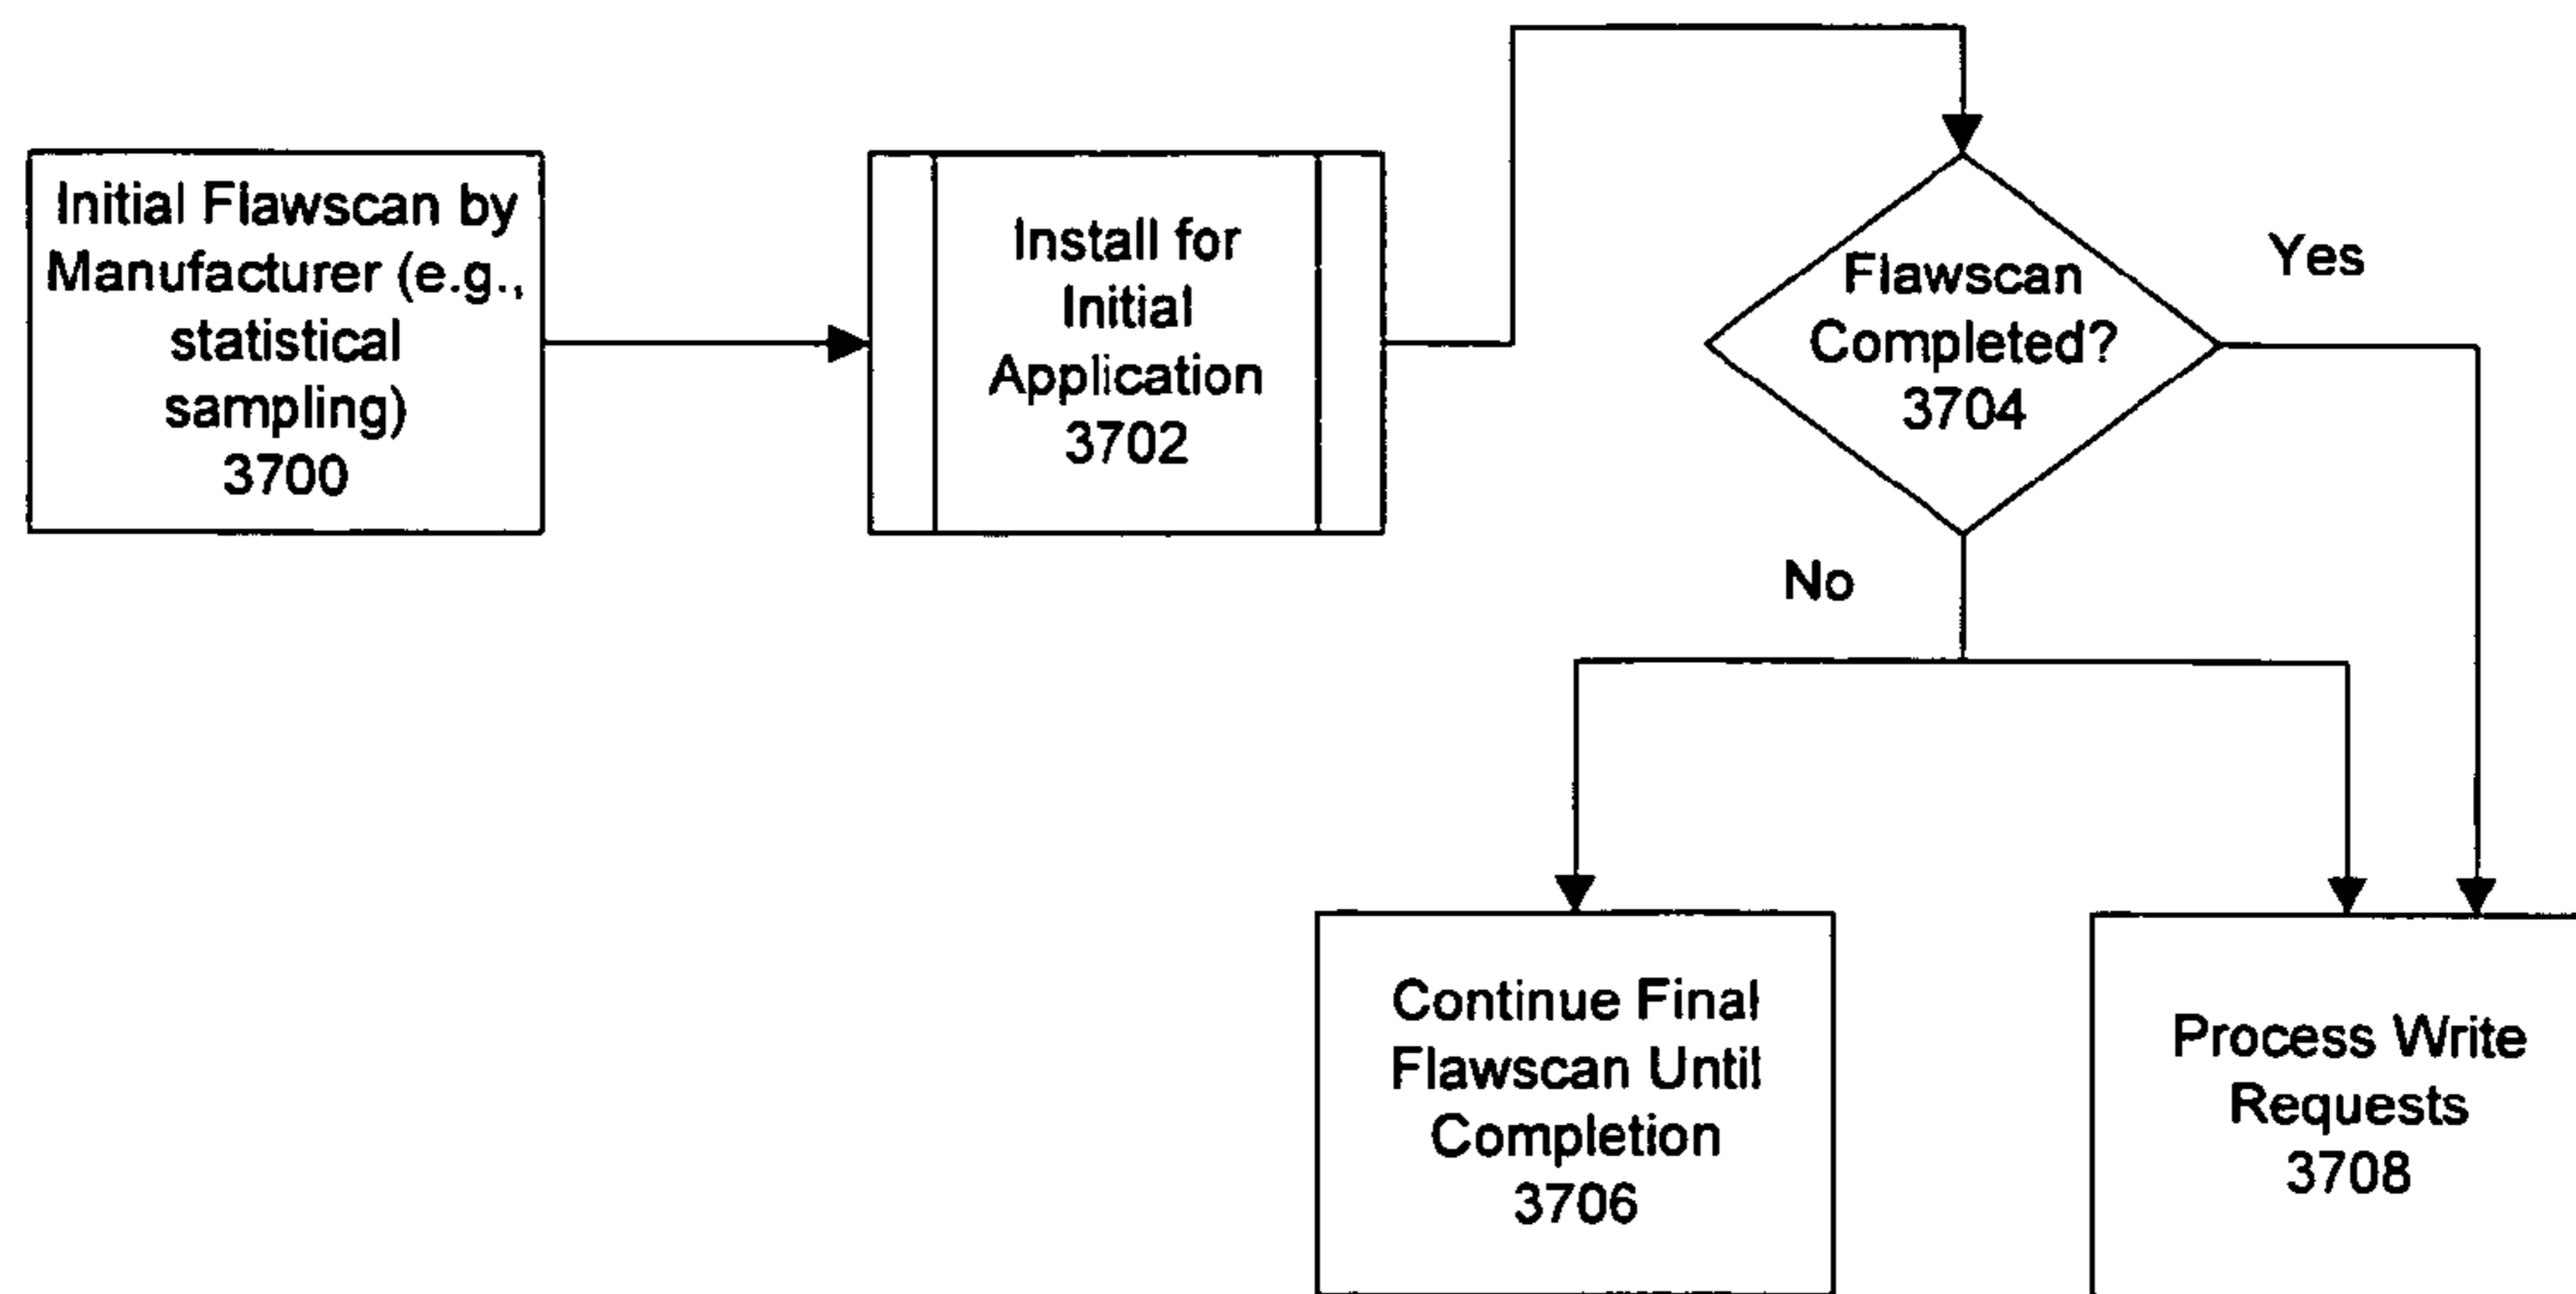 Initial Flawscan by
Manufacturer (e.g.,
statistical
sampling)
3700
Install for
Initial
Application
3702
Flawscan
Completed?
3704
Yes
No
Continue Final
Flawscan Until
Completion
3706
Process Write
Requests
3708